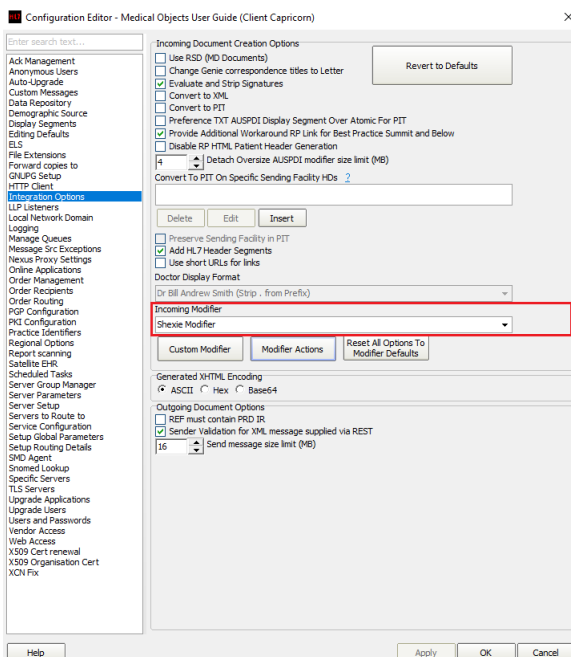 Configuration Editor - Medical Objects User Guide (Client Capricorn)
Enter search text...
Ack Management
Anonymous Users
Auto-Upgrade
Custom Messages
Data Repository
Demographic Source
Display Segments
Editing Defaults
ELS
File Extensions
Forward copies to
GNUPG Setup
HTTP Client
Integration Options
LLP Listeners
Local Network Domain
Logging
Manage Queues
Message Src Exceptions
Nexus Proxy Settings
Online Applications
Order Management
Order Recipients
Order Routing
PGP Configuration
PKI Configuration
Practice Identifiers
Regional Options
Report scanning
Satellite EHR
Scheduled Tasks
Server Group Manager
Server Parameters
Server Setup
Servers to Route to
Service Configuration
Setup Global Parameters
Setup Routing Details
SMD Agent
Snomed Lookup
Specific Servers
TLS Servers
Upgrade Applications
Upgrade Users
Users and Passwords
Vendor Access
Web Access
X509 Cert renewal
X509 Organisation Cert
XCN Fix
Incoming Document Creation Options
Use RSD (MD Documents)
Change Genie correspondence titles to Letter
Revert to Defaults
Evaluate and Strip Signatures
Convert to XML
Convert to PIT
Preference TXT AUSPDI Display Segment Over Atomic For PIT
Provide Additional Workaround RP Link for Best Practice Summit and Below
Disable RP HTML Patient Header Generation
4 Detach Oversize AUSPDI modifier size limit (MB)
Convert To PIT On Specific Sending Facility HDs ?
Delete Edit Insert
Preserve Sending Facility in PIT
Add HL7 Header Segments
Use short URLs for links
Doctor Display Format
Dr Bill Andrew Smith (Strip . from Prefix)
Incoming Modifier
Shexie Modifier
Custom Modifier Modifier Actions Reset All Options To
Modifier Defaults
Generated XHTML Encoding
ASCII Hex Base64
Outgoing Document Options
REF must contain PRD IR
Sender Validation for XML message supplied via REST
16 Send message size limit (MB)
Help Apply OK Cancel